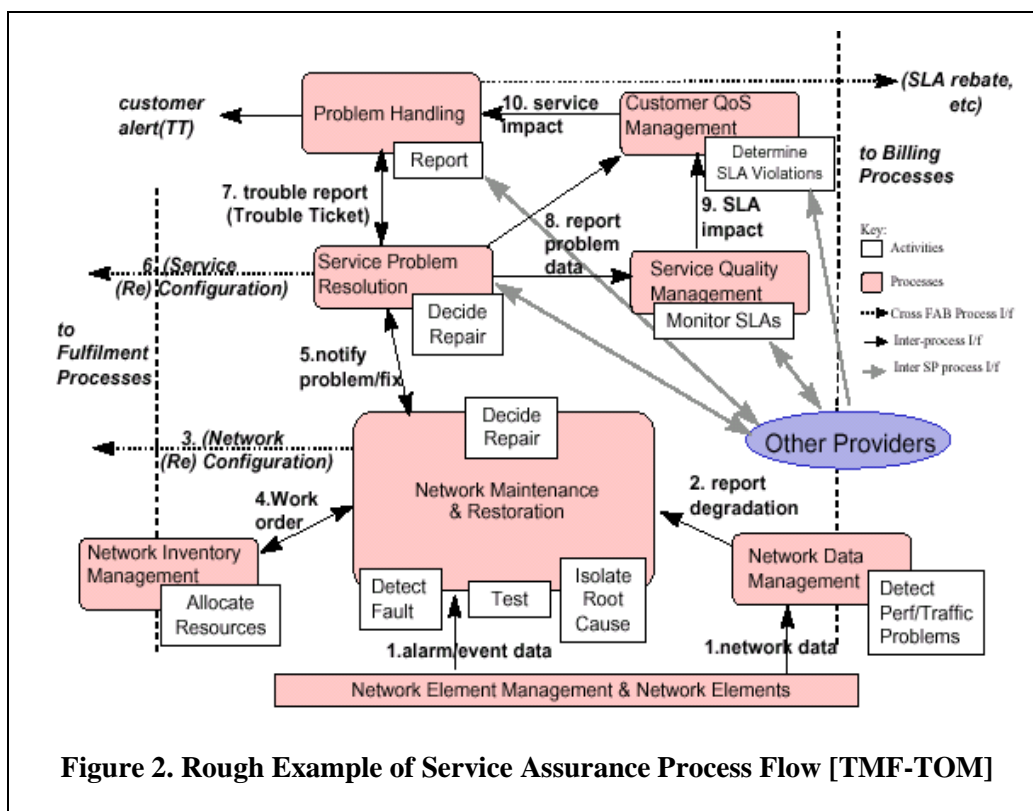 (SLA rebate,
etc)
customer
alert(TT)
Problem Handling
10. service
impact
Customer QoS
Management
Report
Determine
SLA Violations
to Billing
Processes
7. trouble report
(Trouble Ticket)
8. report
problem
data
9. SLA
impact
Key:
Activities
Processes
Cross FAB Process I/f
Inter-process I/f
Inter SP process I/f
6. (Service
(Re) Configuration)
Service Problem
Resolution
Service Quality
Management
Decide
Repair
Monitor SLAs
to
Fulfilment
Processes
5.notify
problem/fix
Decide
Repair
Other Providers
3. (Network
(Re) Configuration)
Network Maintenance
& Restoration
2. report
degradation
4.Work
order
Network Inventory
Management
Allocate
Resources
Detect
Fault
Test
Isolate
Root
Cause
Network Data
Management
Detect
Perf/Traffic
Problems
1.alarm/event data
1.network data
Network Element Management & Network Elements
Figure 2. Rough Example of Service Assurance Process Flow [TMF-TOM]